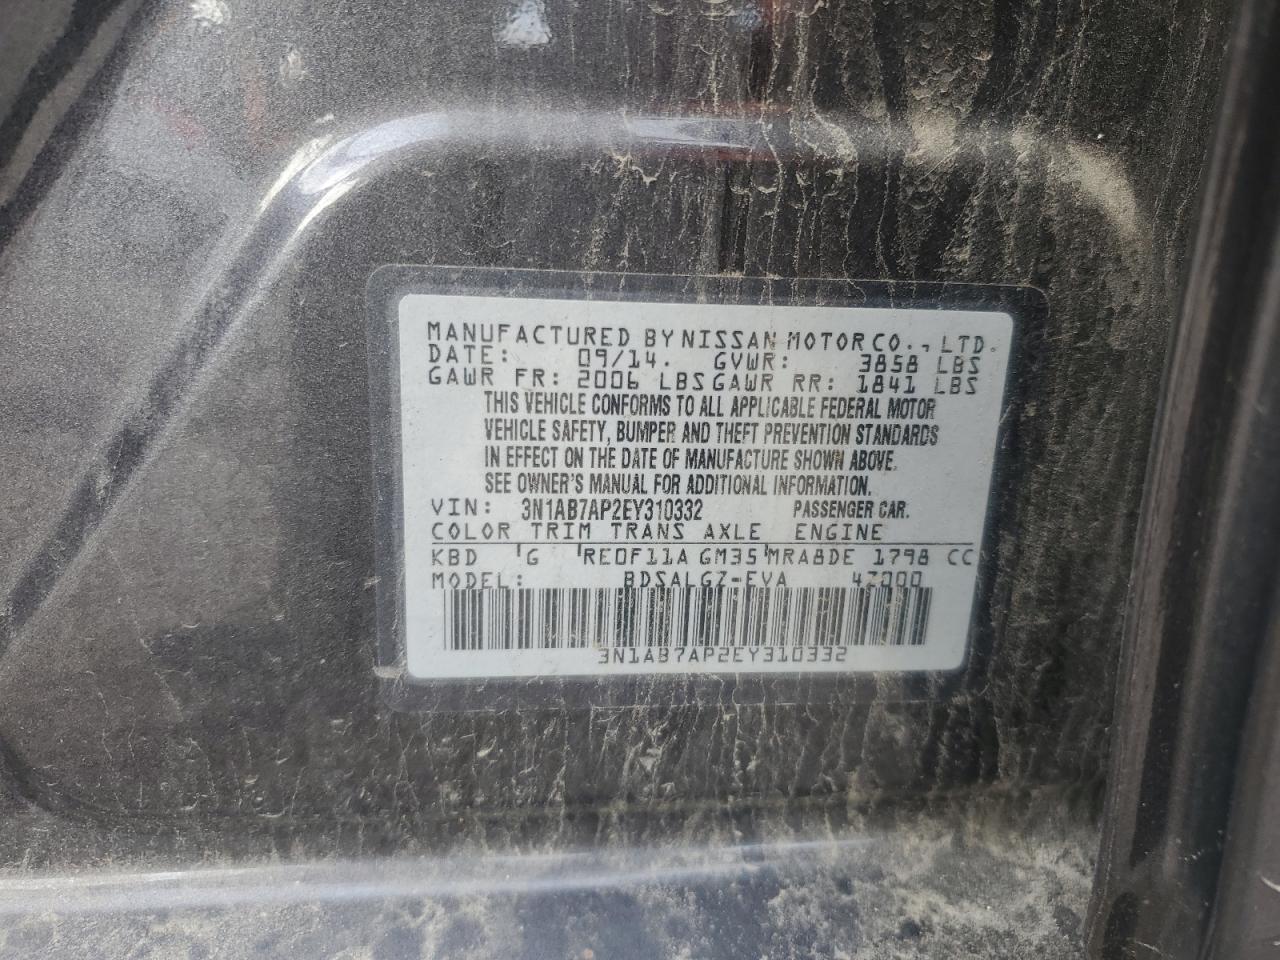 MANUFACTURED BY NISSAN MOTOR CO., LTD.
DATE: 09/14. GVWR: 3858 LBS
GAWR FR: 2006 LBS GAWR RR: 1841 LBS
THIS VEHICLE CONFORMS TO ALL APPLICABLE FEDERAL MOTOR
VEHICLE SAFETY, BUMPER AND THEFT PREVENTION STANDARDS
IN EFFECT ON THE DATE OF MANUFACTURE SHOWN ABOVE.
SEE OWNER'S MANUAL FOR ADDITIONAL INFORMATION.
VIN: 3N1AB7AP2EY310332 PASSENGER CAR.
COLOR TRIM TRANS AXLE ENGINE
KBD G RE0F11A GM35 MRA8DE 1798 CC
MODEL: BDSALGZ-EVA 4Z000
3N1AB7AP2EY310332